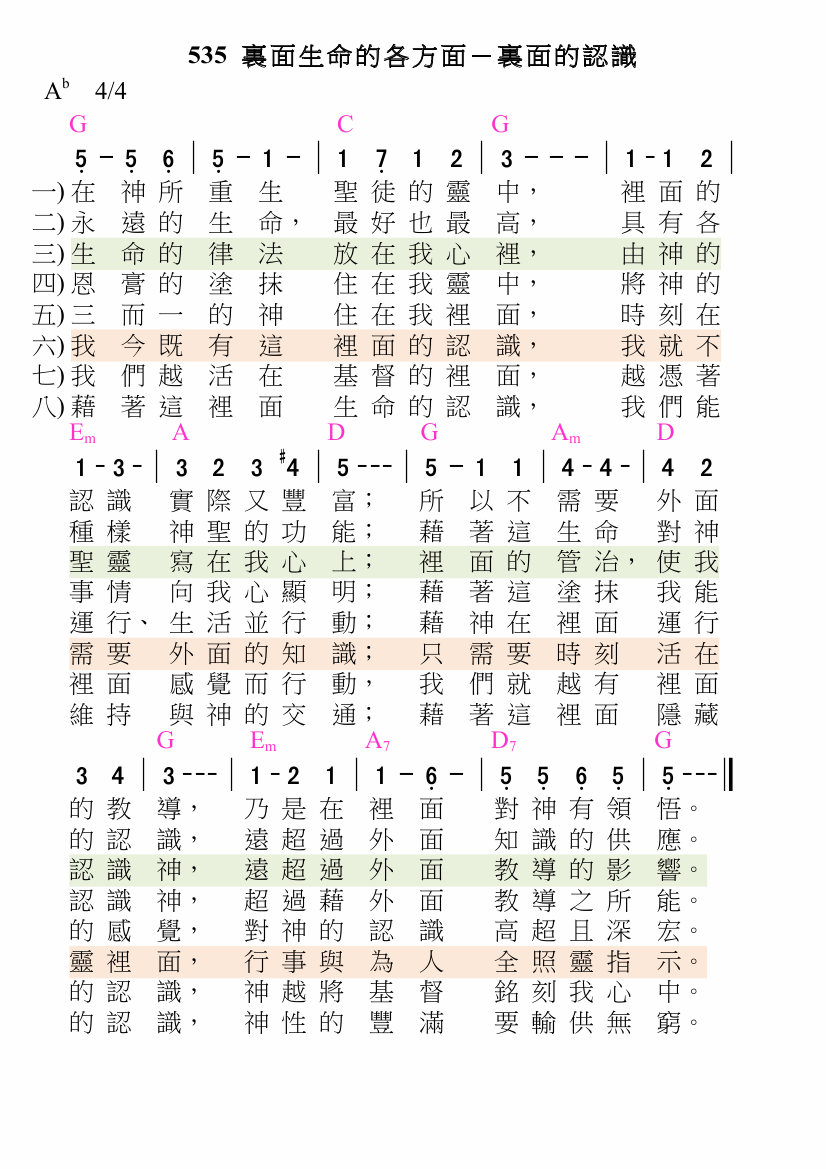 535 裏面生命的各方面－裏面的認識
A♭ 4/4
G C G
5̣ － 5̣ 6̣ | 5̣ － 1 － | 1 7̣ 1 2 | 3 － － － | 1 - 1 2 |
一) 在神所重生 聖徒的靈中， 裡面的
二) 永遠的生命， 最好也最高， 具有各
三) 生命的律法 放在我心裡， 由神的
四) 恩膏的塗抹 住在我靈中， 將神的
五) 三而一的神 住在我裡面， 時刻在
六) 我今既有這 裡面的認識， 我就不
七) 我們越活在 基督的裡面， 越憑著
八) 藉著這裡面 生命的認識， 我們能
Em A D G Am D
1 - 3 - | 3 2 3 #4 | 5 --- | 5 － 1 1 | 4 - 4 - | 4 2
認識 實際又豐富； 所以不需要 外面
種樣 神聖的功能； 藉著這生命 對神
聖靈 寫在我心上； 裡面的管治， 使我
事情 向我心顯明； 藉著這塗抹 我能
運行、 生活並行動； 藉神在裡面 運行
需要 外面的知識； 只需要時刻 活在
裡面 感覺而行動， 我們就越有 裡面
維持 與神的交通； 藉著這裡面 隱藏
G Em A7 D7 G
3 4 | 3 --- | 1 - 2 1 | 1 － 6̣ － | 5̣ 5̣ 6̣ 5̣ | 5̣ --- ‖
的教導， 乃是在裡面 對神有領悟。
的認識， 遠超過外面 知識的供應。
認識神， 遠超過外面 教導的影響。
認識神， 超過藉外面 教導之所能。
的感覺， 對神的認識 高超且深宏。
靈裡面， 行事與為人 全照靈指示。
的認識， 神越將基督 銘刻我心中。
的認識， 神性的豐滿 要輸供無窮。